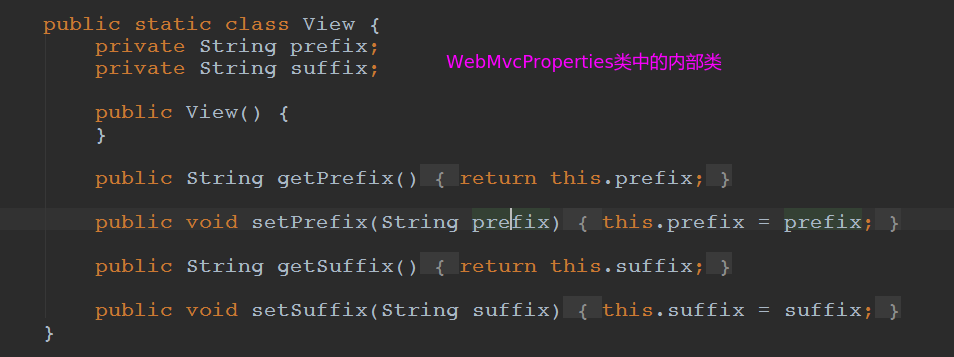 public static class View {
private String prefix;
private String suffix;
WebMvcProperties类中的内部类
public View() {
}
public String getPrefix() { return this.prefix; }
public void setPrefix(String prefix) { this.prefix = prefix; }
public String getSuffix() { return this.suffix; }
public void setSuffix(String suffix) { this.suffix = suffix; }
}